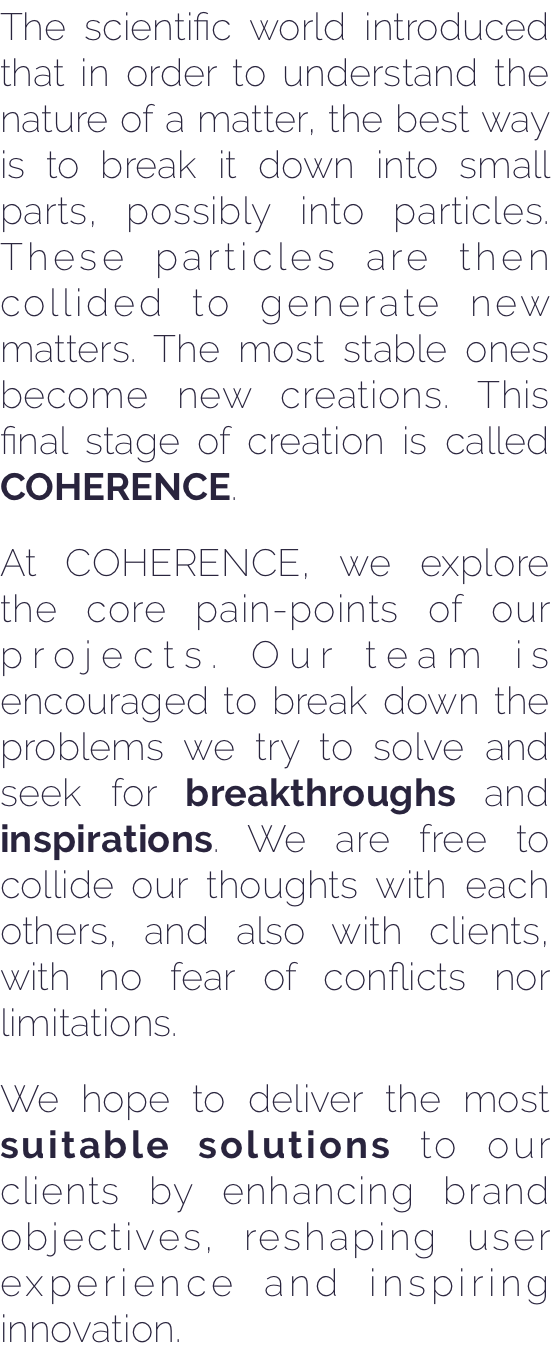 The scientific world introduced
that in order to understand the
nature of a matter, the best way
is to break it down into small
parts, possibly into particles.
These particles are then
collided to generate new
matters. The most stable ones
become new creations. This
final stage of creation is called
COHERENCE.
At COHERENCE, we explore
the core pain-points of our
projects. Our team is
encouraged to break down the
problems we try to solve and
seek for breakthroughs and
inspirations. We are free to
collide our thoughts with each
others, and also with clients,
with no fear of conflicts nor
limitations.
We hope to deliver the most
suitable solutions to our
clients by enhancing brand
objectives, reshaping user
experience and inspiring
innovation.